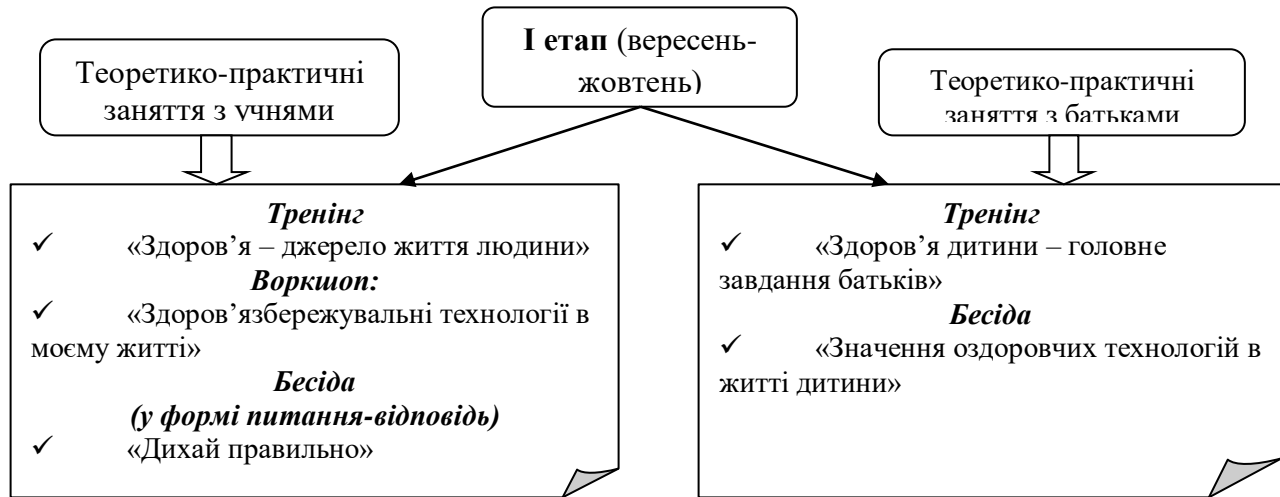 І етап (вересень-
жовтень)
Теоретико-практичні
заняття з учнями
Теоретико-практичні
заняття з батьками
Тренінг
✓ «Здоров’я – джерело життя людини»
Воркшоп:
✓ «Здоров’язбережувальні технології в
моєму житті»
Бесіда
(у формі питання-відповідь)
✓ «Дихай правильно»
Тренінг
✓ «Здоров’я дитини – головне
завдання батьків»
Бесіда
✓ «Значення оздоровчих технологій в
житті дитини»